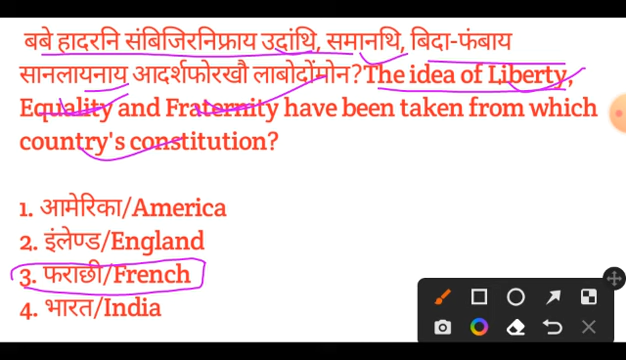 बबे हादरनि संबिजिरनिफ्राय उदांथि, समानथि, बिदा-फंबाय
सानलायनाय आदर्शफोरखौ लाबोदोंमोन?The idea of Liberty,
Equality and Fraternity have been taken from which
country's constitution?
1. आमेरिका/America
2. इंलेण्ड/England
3. फराछी/French
4. भारत/India